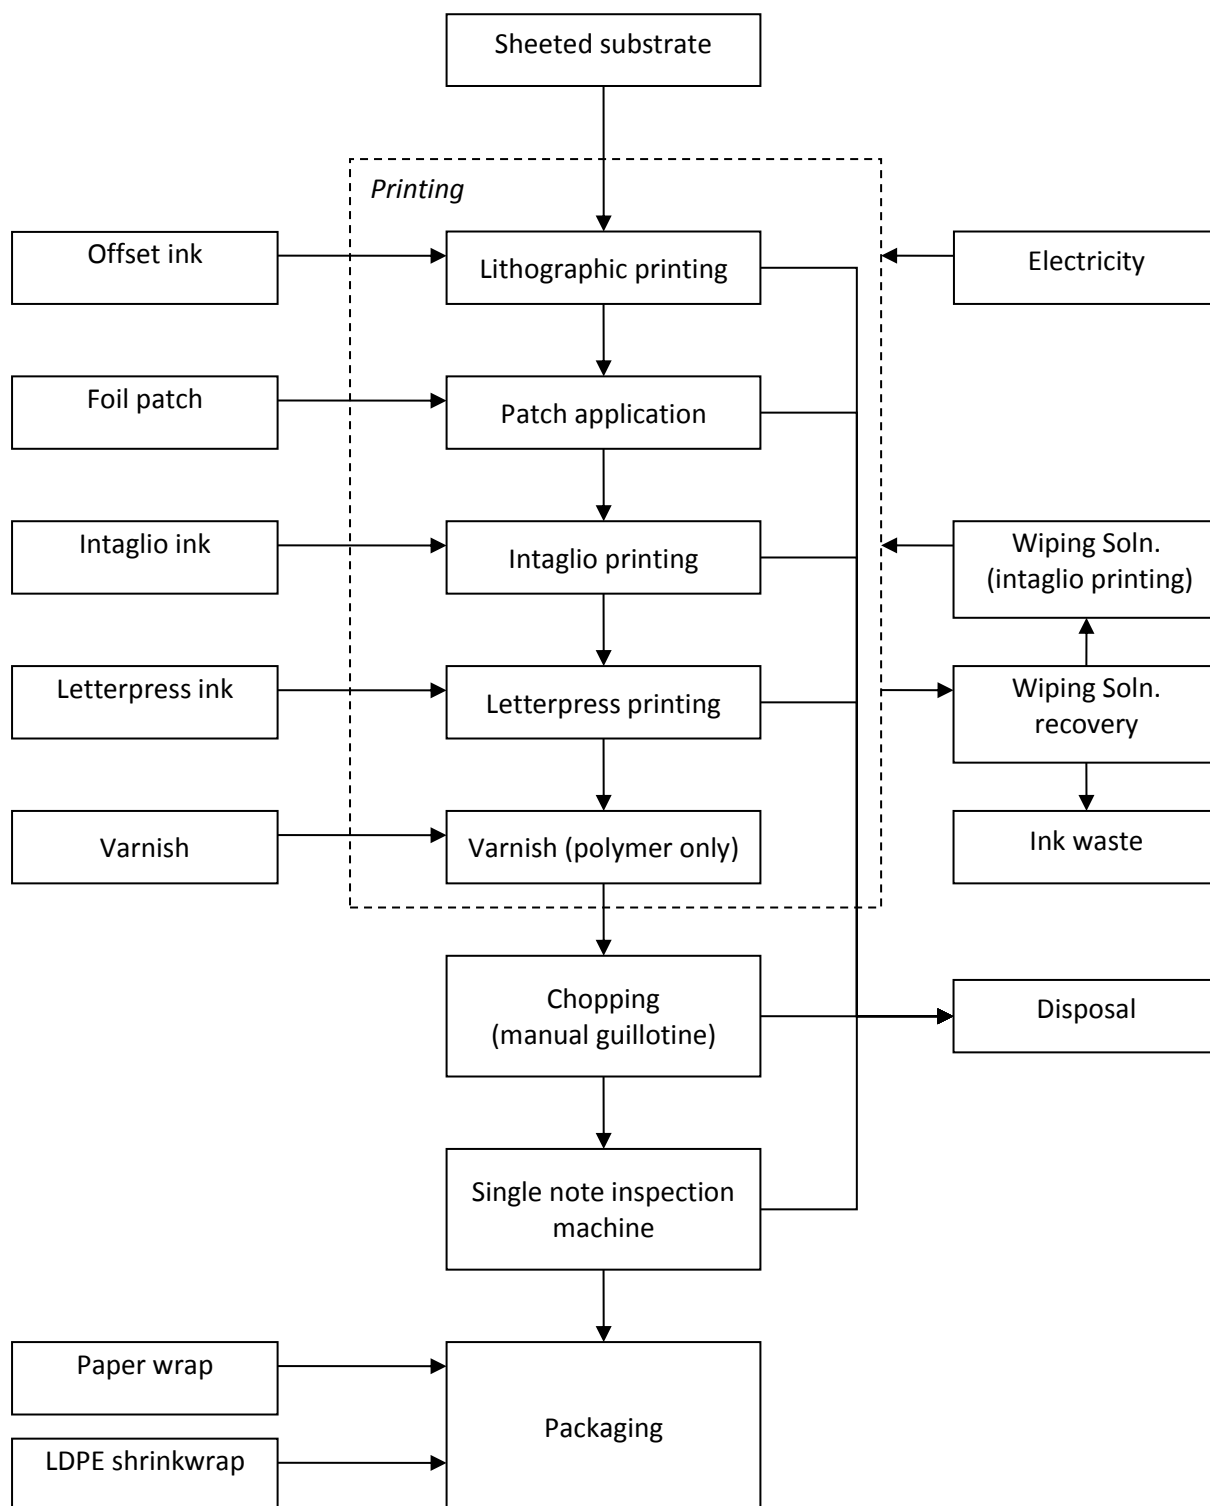 Sheeted substrate
Printing
Offset ink
Lithographic printing
Electricity
Foil patch
Patch application
Intaglio ink
Intaglio printing
Wiping Soln.
(intaglio printing)
Letterpress ink
Letterpress printing
Wiping Soln.
recovery
Varnish
Varnish (polymer only)
Ink waste
Chopping
(manual guillotine)
Disposal
Single note inspection
machine
Paper wrap
Packaging
LDPE shrinkwrap